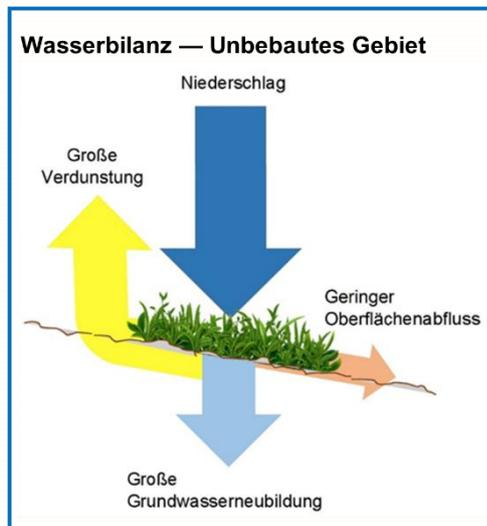 Wasserbilanz — Unbebautes Gebiet
Niederschlag
Große
Verdunstung
Geringer
Oberflächenabfluss
Große
Grundwasserneubildung